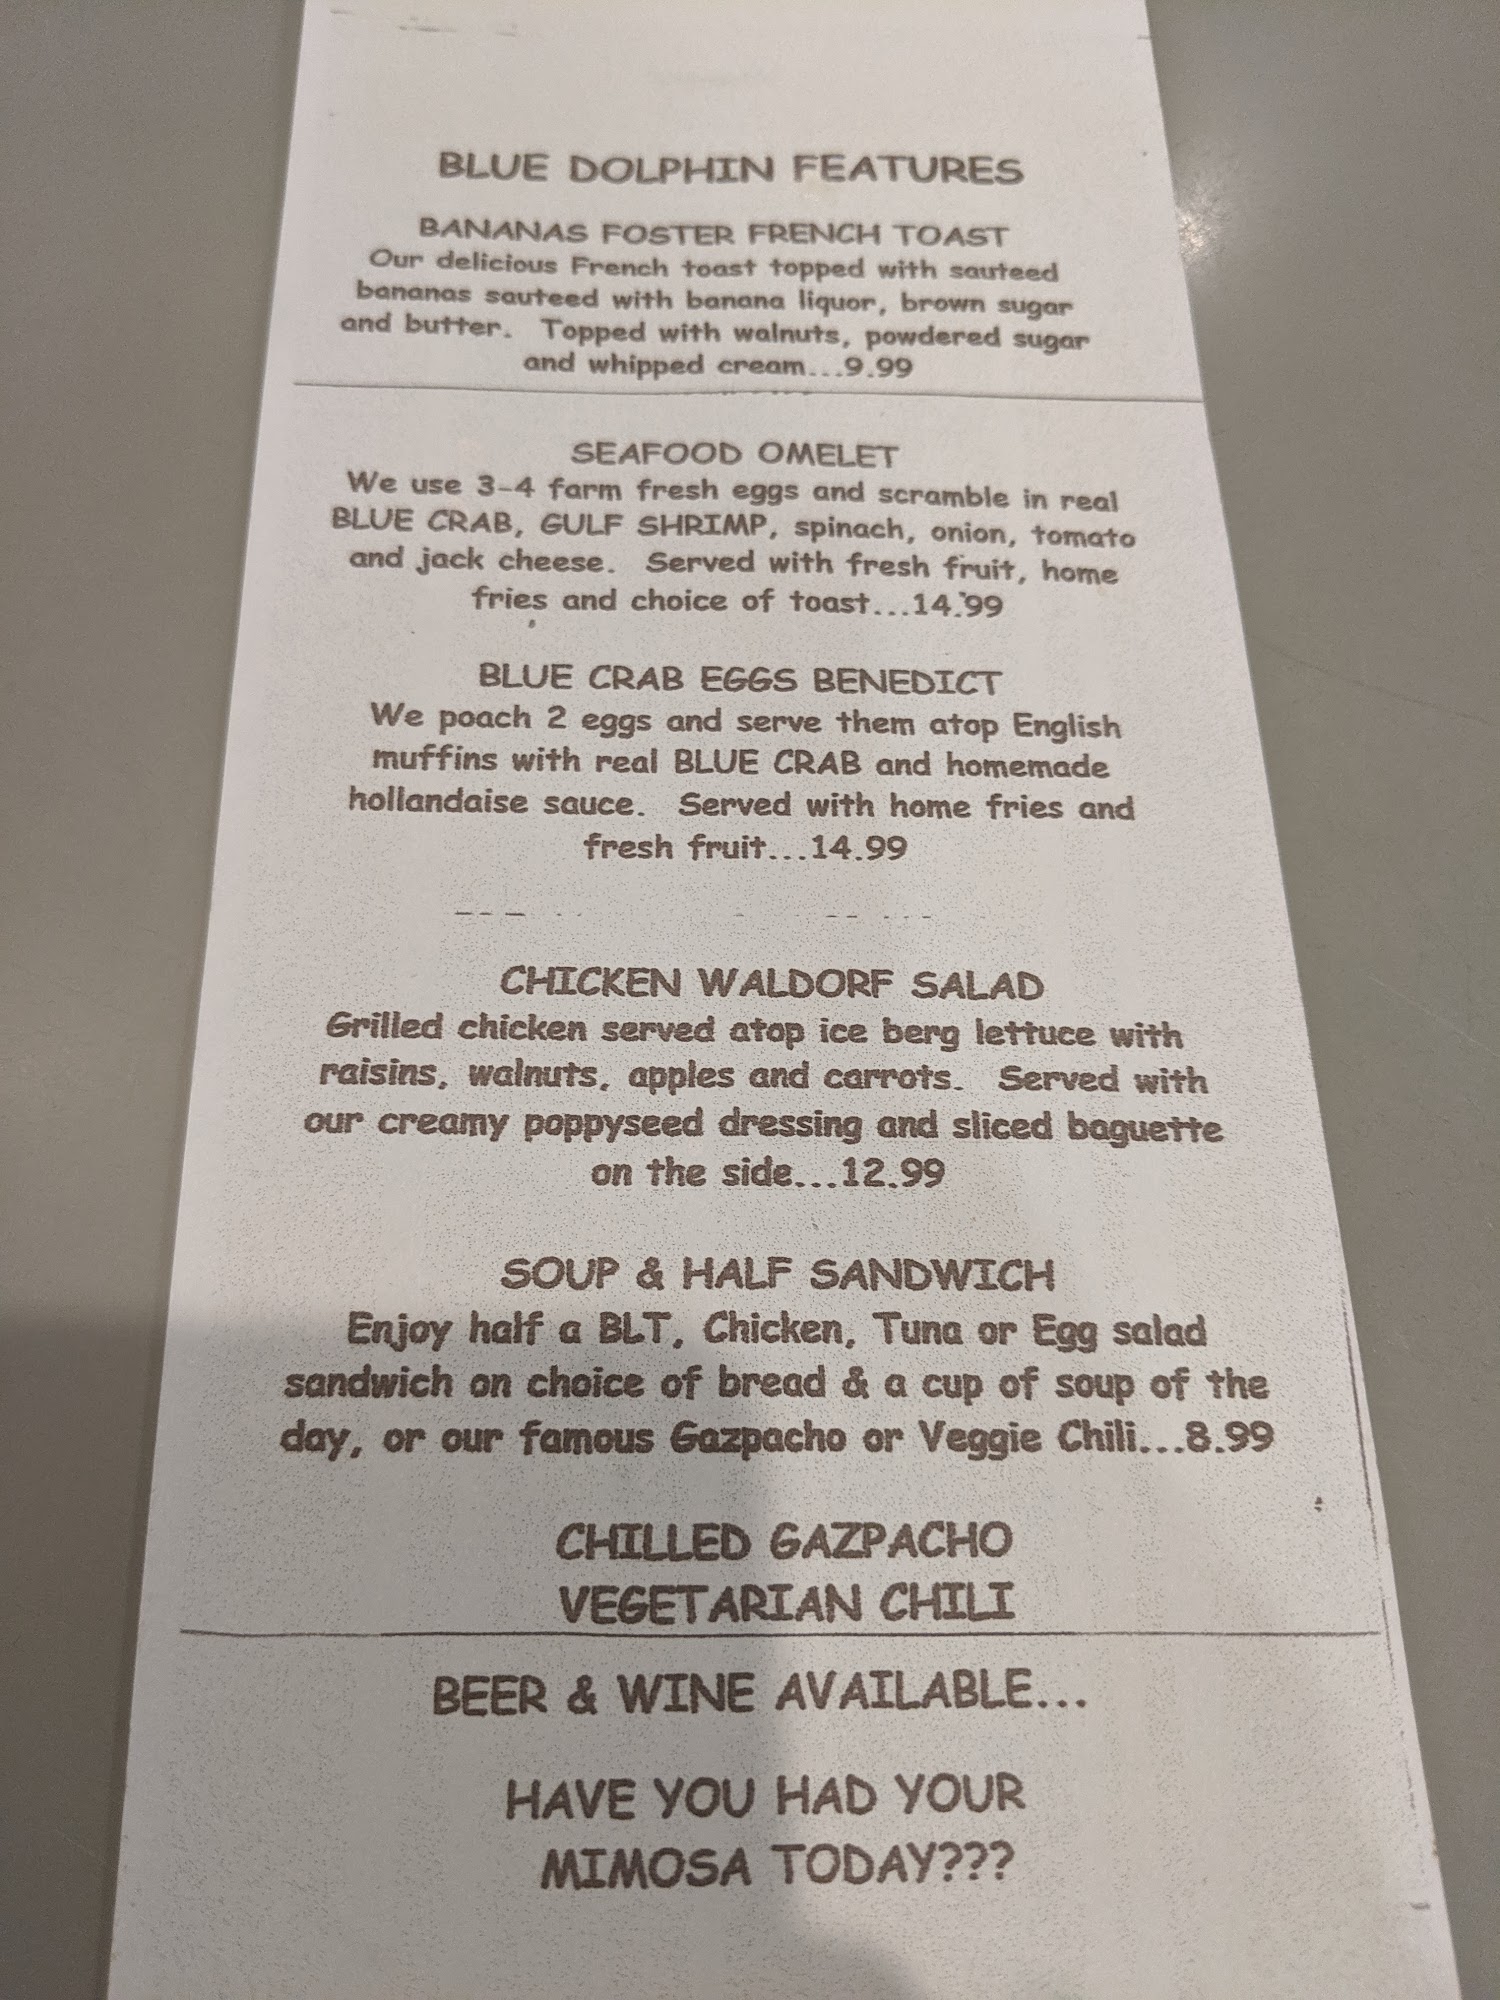 BLUE DOLPHIN FEATURES
BANANAS FOSTER FRENCH TOAST
Our delicious French toast topped with sauteed
bananas sauteed with banana liquor, brown sugar
and butter.  Topped with walnuts, powdered sugar
and whipped cream...9.99
SEAFOOD OMELET
We use 3-4 farm fresh eggs and scramble in real
BLUE CRAB, GULF SHRIMP, spinach, onion, tomato
and jack cheese.  Served with fresh fruit, home
fries and choice of toast...14.99
BLUE CRAB EGGS BENEDICT
We poach 2 eggs and serve them atop English
muffins with real BLUE CRAB and homemade
hollandaise sauce.  Served with home fries and
fresh fruit...14.99
CHICKEN WALDORF SALAD
Grilled chicken served atop ice berg lettuce with
raisins, walnuts, apples and carrots.  Served with
our creamy poppyseed dressing and sliced baguette
on the side...12.99
SOUP & HALF SANDWICH
Enjoy half a BLT, Chicken, Tuna or Egg salad
sandwich on choice of bread & a cup of soup of the
day, or our famous Gazpacho or Veggie Chili...8.99
CHILLED GAZPACHO
VEGETARIAN CHILI
BEER & WINE AVAILABLE...
HAVE YOU HAD YOUR
MIMOSA TODAY???